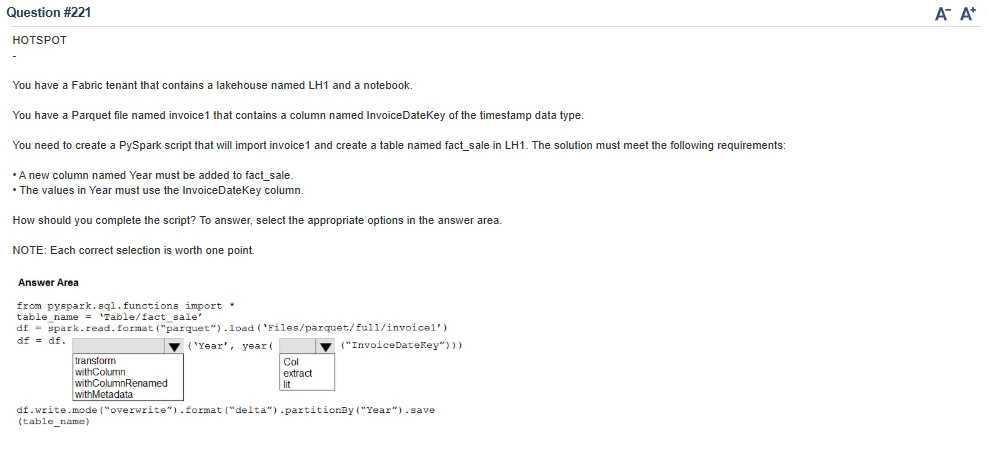 Question #221
A- A+
HOTSPOT
-
You have a Fabric tenant that contains a lakehouse named LH1 and a notebook.
You have a Parquet file named invoice1 that contains a column named InvoiceDateKey of the timestamp data type.
You need to create a PySpark script that will import invoice1 and create a table named fact_sale in LH1. The solution must meet the following requirements:
• A new column named Year must be added to fact_sale.
• The values in Year must use the InvoiceDateKey column.
How should you complete the script? To answer, select the appropriate options in the answer area.
NOTE: Each correct selection is worth one point.
Answer Area
from pyspark.sql.functions import *
table_name = 'Table/fact_sale'
df = spark.read.format("parquet").load('Files/parquet/full/invoice1')
df = df. ('Year', year( ("InvoiceDateKey")))
transform
withColumn
withColumnRenamed
withMetadata
Col
extract
lit
df.write.mode("overwrite").format("delta").partitionBy("Year").save
(table_name)